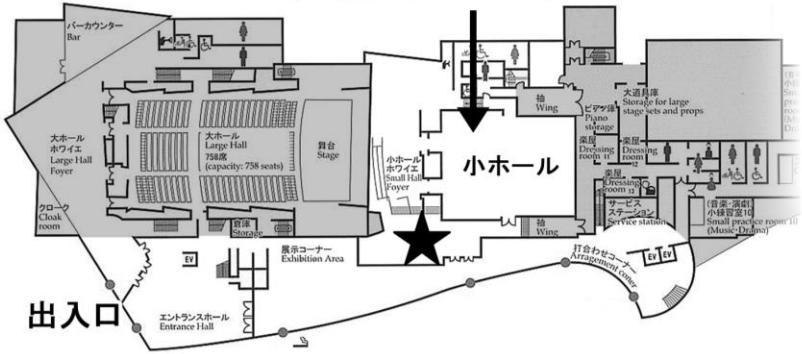 バーカウンター
Bar
大ホール
ホワイエ
Large Hall
Foyer
大ホール
Large Hall
758席
(capacity: 758 seats)
舞台
Stage
クローク
Cloak
room
倉庫
Storage
展示コーナー
Exhibition Area
EV
エントランスホール
Entrance Hall
出入口
小ホール
ホワイエ
Small Hall
Foyer
小ホール
袖
Wing
袖
Wing
ピアノ庫
Piano
storage
大道具庫
Storage for large
stage sets and props
楽屋
Dressing
room 11
楽屋
Dressing
room
12
楽屋
Dressing
room 13
サービス
ステーション
Service station
(音楽・演劇)
小練習室10
Small practice room 10
(Music·Drama)
打合わせコーナー
Arragement corner
EV
EV